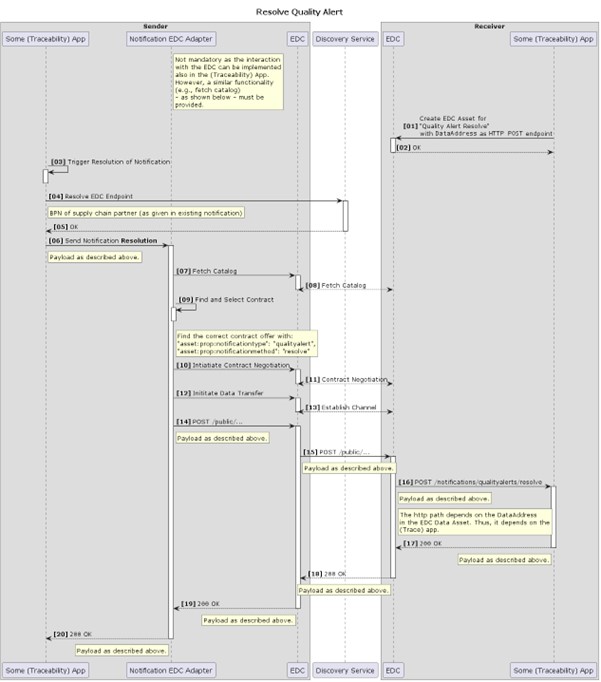 Resolve Quality Alert
Sender
Receiver
Some (Traceability) App
Notification EDC Adapter
EDC
Discovery Service
EDC
Some (Traceability) App
Not mandatory as the interaction
with the EDC can be implemented
also in the (Traceability) App.
However, a similar functionality
(e.g., fetch catalog)
- as shown below - must be
provided.
Create EDC Asset for
[01] "Quality Alert Resolve"
with DataAddress as HTTP POST endpoint
[02] OK
[03] Trigger Resolution of Notification
[04] Resolve EDC Endpoint
BPN of supply chain partner (as given in existing notification)
[05] OK
[06] Send Notification Resolution
Payload as described above.
[07] Fetch Catalog
[08] Fetch Catalog
[09] Find and Select Contract
Find the correct contract offer with:
"asset:prop:notificationtype": "qualityalert",
"asset:prop:notificationmethod": "resolve"
[10] Initiate Contract Negotiation
[11] Contract Negotiation
[12] Inititate Data Transfer
[13] Establish Channel
[14] POST /public/...
Payload as described above.
[15] POST /public/...
Payload as described above.
[16] POST /notifications/qualityalerts/resolve
Payload as described above.
The http path depends on the DataAddress
in the EDC Data Asset. Thus, it depends on the
(Trace) app.
[17] 200 OK
Payload as described above.
[18] 200 OK
Payload as described above.
[19] 200 OK
Payload as described above.
[20] 200 OK
Payload as described above.
Some (Traceability) App
Notification EDC Adapter
EDC
Discovery Service
EDC
Some (Traceability) App